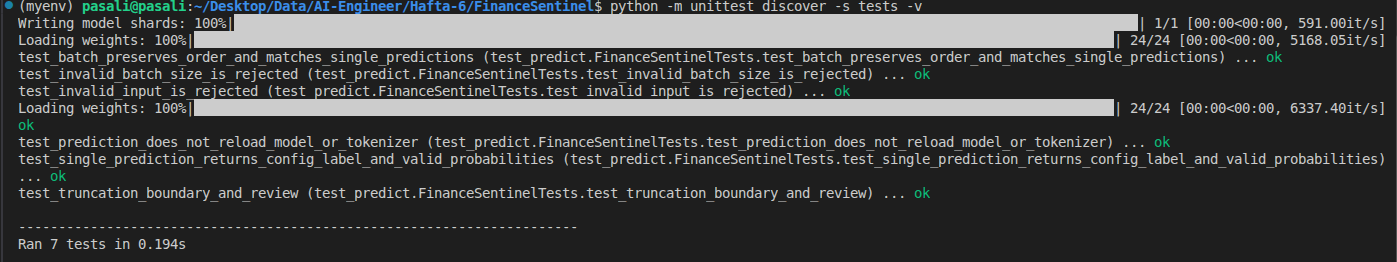 (myenv) pasali@pasali:~/Desktop/Data/AI-Engineer/Hafta-6/FinanceSentinel$ python -m unittest discover -s tests -v
Writing model shards: 100%| | 1/1 [00:00<00:00, 591.00it/s]
Loading weights: 100%| | 24/24 [00:00<00:00, 5168.05it/s]
test_batch_preserves_order_and_matches_single_predictions (test_predict.FinanceSentinelTests.test_batch_preserves_order_and_matches_single_predictions) ... ok
test_invalid_batch_size_is_rejected (test_predict.FinanceSentinelTests.test_invalid_batch_size_is_rejected) ... ok
test_invalid_input_is_rejected (test_predict.FinanceSentinelTests.test_invalid_input_is_rejected) ... ok
Loading weights: 100%| | 24/24 [00:00<00:00, 6337.40it/s]
ok
test_prediction_does_not_reload_model_or_tokenizer (test_predict.FinanceSentinelTests.test_prediction_does_not_reload_model_or_tokenizer) ... ok
test_single_prediction_returns_config_label_and_valid_probabilities (test_predict.FinanceSentinelTests.test_single_prediction_returns_config_label_and_valid_probabilities)
... ok
test_truncation_boundary_and_review (test_predict.FinanceSentinelTests.test_truncation_boundary_and_review) ... ok
----------------------------------------------------------------------
Ran 7 tests in 0.194s